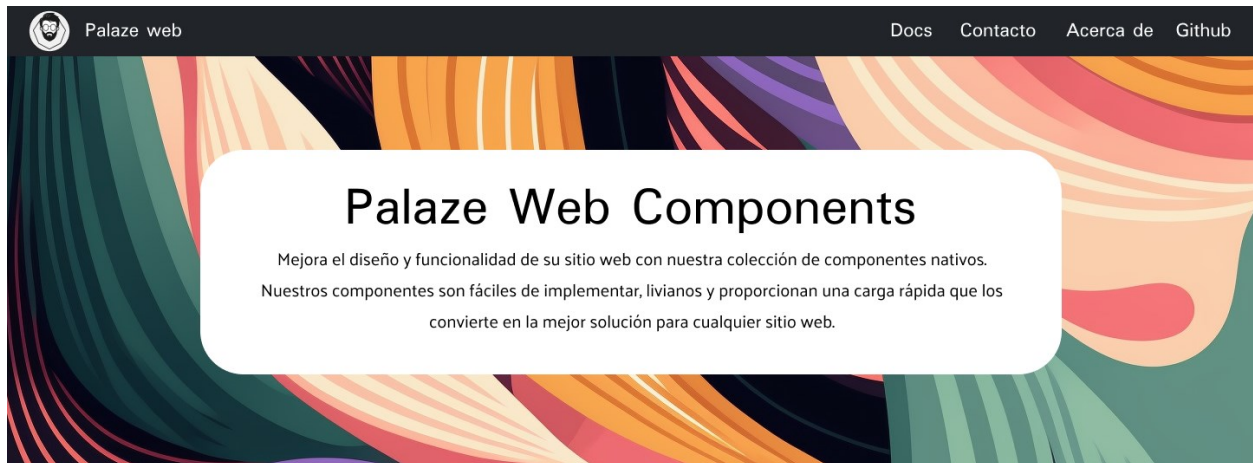 Palaze web
Docs Contacto Acerca de Github
Palaze Web Components
Mejora el diseño y funcionalidad de su sitio web con nuestra colección de componentes nativos.
Nuestros componentes son fáciles de implementar, livianos y proporcionan una carga rápida que los
convierte en la mejor solución para cualquier sitio web.